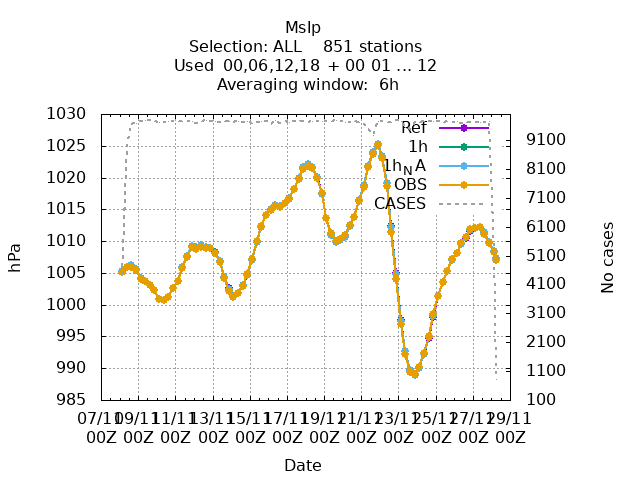 Mslp
Selection: ALL 851 stations
Used 00,06,12,18 + 00 01 ... 12
Averaging window: 6h
hPa
1030
1025
1020
1015
1010
1005
1000
995
990
985
Ref
1h
1h_N A
OBS
CASES
9100
8100
7100
6100
5100
4100
3100
2100
1100
100
No cases
07/11 09/11 11/11 13/11 15/11 17/11 19/11 21/11 23/11 25/11 27/11 29/11
00Z 00Z 00Z 00Z 00Z 00Z 00Z 00Z 00Z 00Z 00Z 00Z
Date